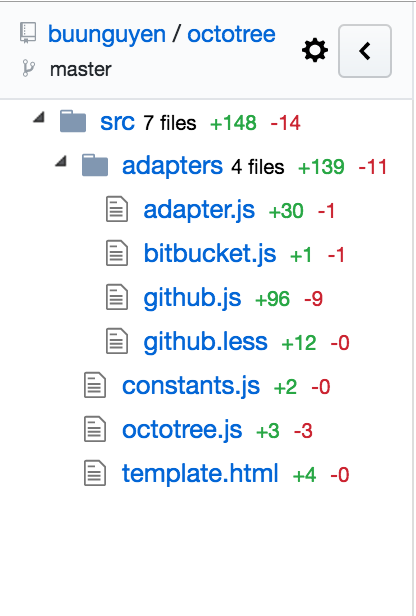 buunguyen / octotree
master
src 7 files +148 -14
adapters 4 files +139 -11
adapter.js +30 -1
bitbucket.js +1 -1
github.js +96 -9
github.less +12 -0
constants.js +2 -0
octotree.js +3 -3
template.html +4 -0